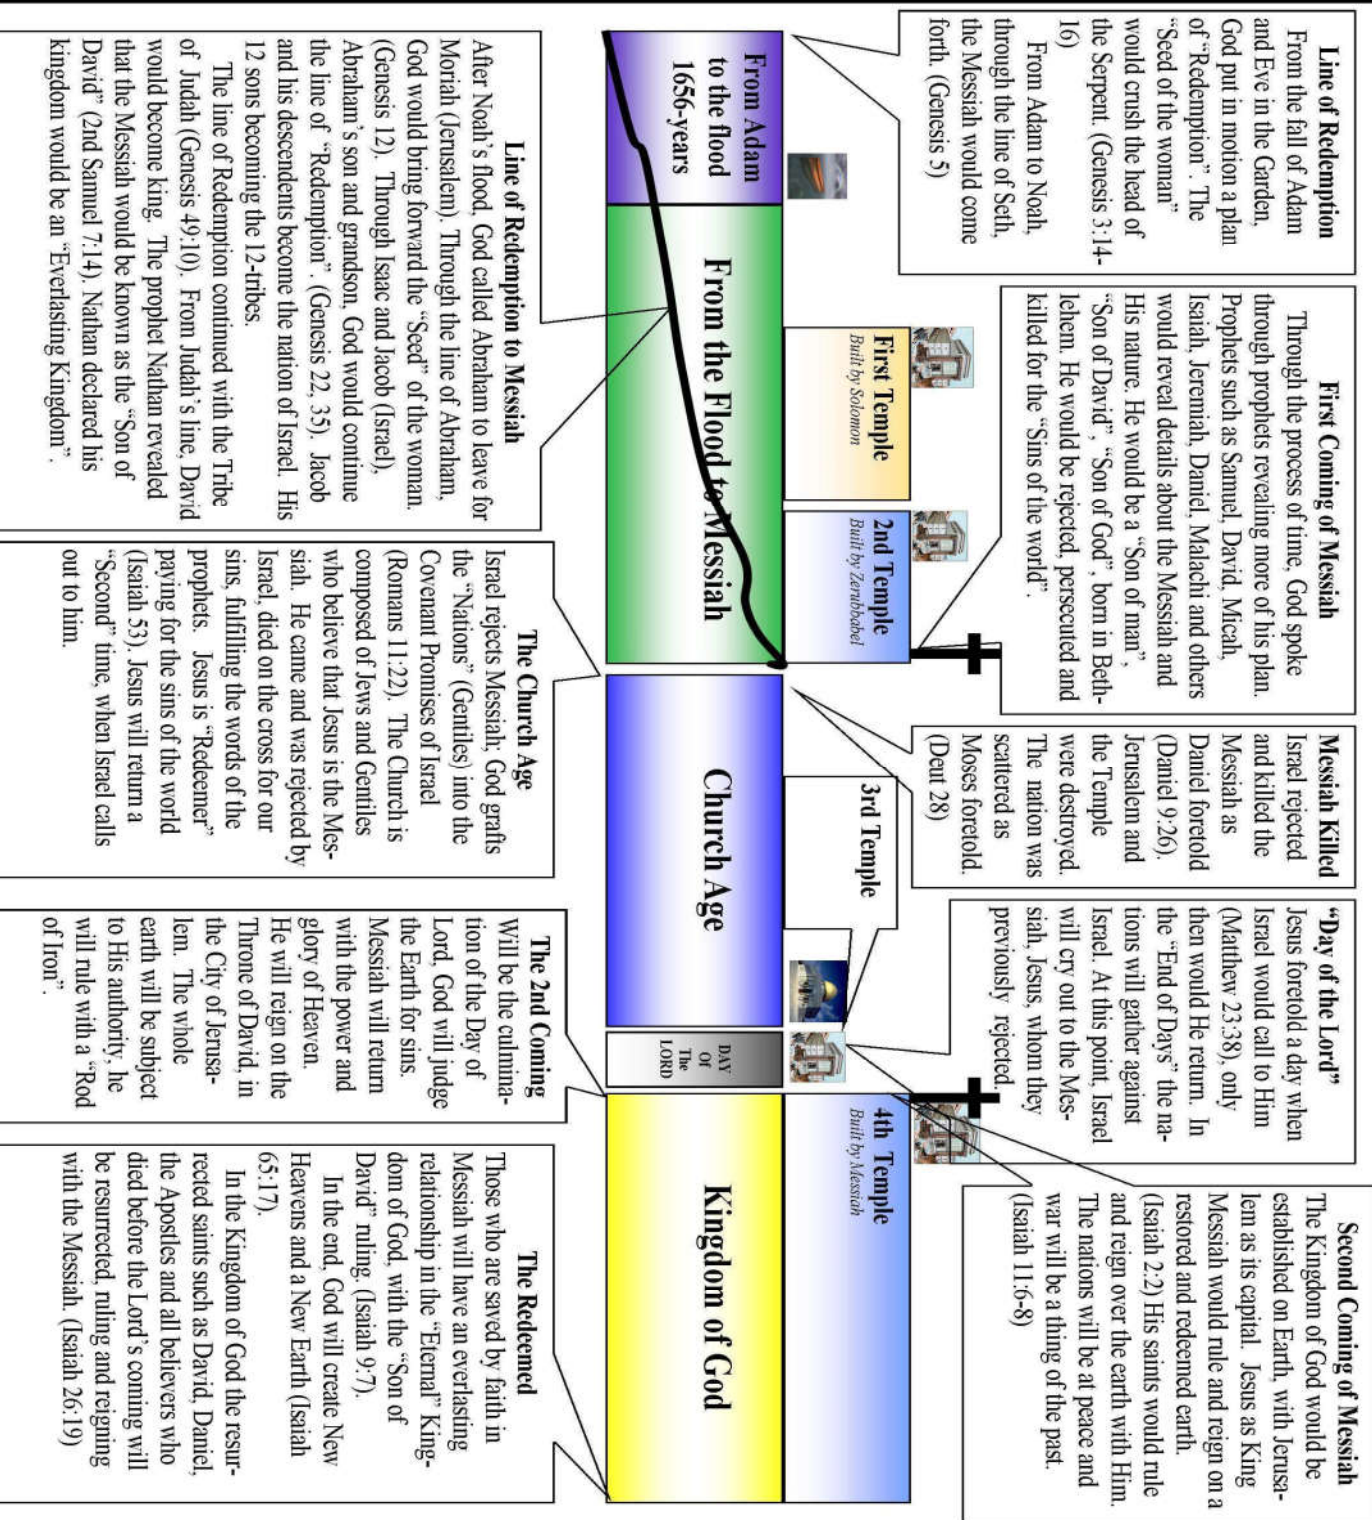 Line of Redemption
From the fall of Adam
and Eve in the Garden,
God put in motion a plan
of “Redemption”. The
“Seed of the woman”
would crush the head of
the Serpent. (Genesis 3:14-
16)
From Adam to Noah,
through the line of Seth,
the Messiah would come
forth. (Genesis 5)
First Coming of Messiah
Through the process of time, God spoke
through prophets revealing more of his plan.
Prophets such as Samuel, David, Micah,
Isaiah, Jeremiah, Daniel, Malachi and others
would reveal details about the Messiah and
His nature. He would be a “Son of man”,
“Son of David”, “Son of God”, born in Beth-
lehem. He would be rejected, persecuted and
killed for the “Sins of the world”.
Messiah Killed
Israel rejected
and killed the
Messiah as
Daniel foretold
(Daniel 9:26).
Jerusalem and
the Temple
were destroyed.
The nation was
scattered as
Moses foretold.
(Deut 28)
“Day of the Lord”
Jesus foretold a day when
Israel would call to Him
(Matthew 23:38), only
then would He return. In
the “End of Days” the na-
tions will gather against
Israel. At this point, Israel
will cry out to the Mes-
siah, Jesus, whom they
previously rejected.
Second Coming of Messiah
The Kingdom of God would be
established on Earth, with Jerusa-
lem as its capital. Jesus as King
Messiah would rule and reign on a
restored and redeemed earth.
(Isaiah 2:2) His saints would rule
and reign over the earth with Him.
The nations will be at peace and
war will be a thing of the past.
(Isaiah 11:6-8)
First Temple
Built by Solomon
2nd Temple
Built by Zerubbabel
3rd Temple
4th Temple
Built by Messiah
From Adam
to the flood
1656-years
From the Flood to Messiah
Church Age
DAY
Of
The
LORD
Kingdom of God
Line of Redemption to Messiah
After Noah’s flood, God called Abraham to leave for
Moriah (Jerusalem). Through the line of Abraham,
God would bring forward the “Seed” of the woman.
(Genesis 12). Through Isaac and Jacob (Israel),
Abraham’s son and grandson, God would continue
the line of “Redemption”. (Genesis 22, 35). Jacob
and his descendents become the nation of Israel. His
12 sons becoming the 12-tribes.
The line of Redemption continued with the Tribe
of Judah (Genesis 49:10). From Judah’s line, David
would become king. The prophet Nathan revealed
that the Messiah would be known as the “Son of
David” (2nd Samuel 7:14). Nathan declared his
kingdom would be an “Everlasting Kingdom”.
The Church Age
Israel rejects Messiah; God grafts
the “Nations” (Gentiles) into the
Covenant Promises of Israel
(Romans 11:22). The Church is
composed of Jews and Gentiles
who believe that Jesus is the Mes-
siah. He came and was rejected by
Israel, died on the cross for our
sins, fulfilling the words of the
prophets. Jesus is “Redeemer”
paying for the sins of the world
(Isaiah 53). Jesus will return a
“Second” time, when Israel calls
out to him.
The 2nd Coming
Will be the culmina-
tion of the Day of
Lord, God will judge
the Earth for sins.
Messiah will return
with the power and
glory of Heaven.
He will reign on the
Throne of David, in
the City of Jerusa-
lem. The whole
earth will be subject
to His authority, he
will rule with a “Rod
of Iron”.
The Redeemed
Those who are saved by faith in
Messiah will have an everlasting
relationship in the “Eternal” King-
dom of God, with the “Son of
David” ruling. (Isaiah 9:7).
In the end, God will create New
Heavens and a New Earth (Isaiah
65:17).
In the Kingdom of God the resur-
rected saints such as David, Daniel,
the Apostles and all believers who
died before the Lord’s coming will
be resurrected, ruling and reigning
with the Messiah. (Isaiah 26:19)